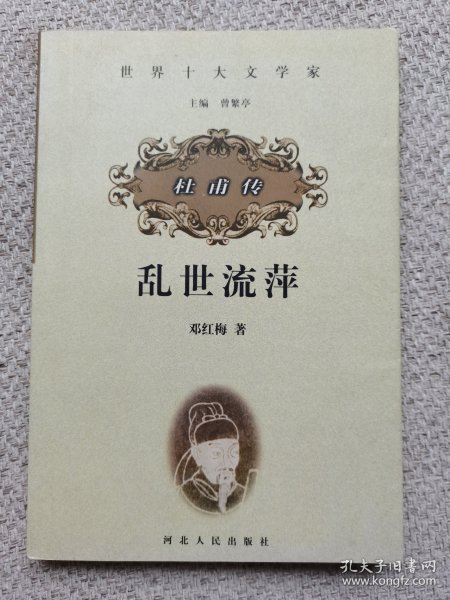 世界十大文学家
主编 曾繁亭
杜甫传
乱世流萍
邓红梅 著
河北人民出版社
孔夫子旧书网
www.kongfz.com